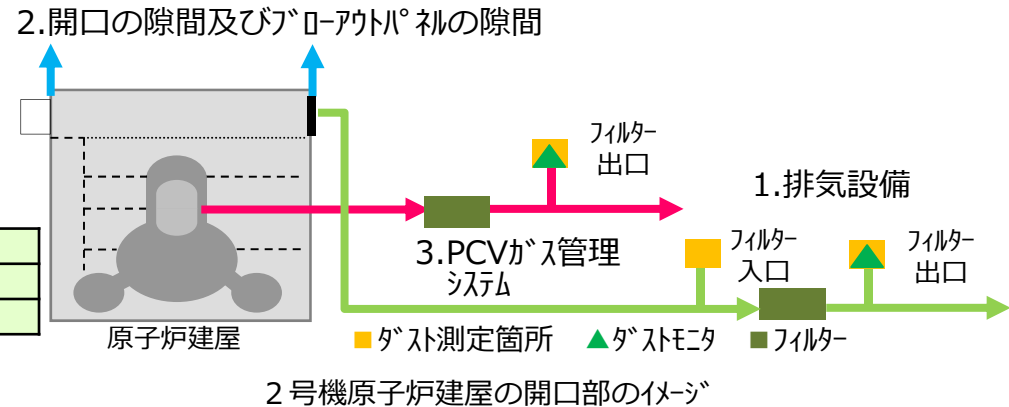 2.開口の隙間及びﾌﾞﾛｰｱｳﾄﾊﾟﾈﾙの隙間
ﾌｨﾙﾀｰ
出口
1.排気設備
3.PCVｶﾞｽ管理
ｼｽﾃﾑ
ﾌｨﾙﾀｰ
入口
ﾌｨﾙﾀｰ
出口
原子炉建屋
ﾀﾞｽﾄ測定箇所
ﾀﾞｽﾄﾓﾆﾀ
ﾌｨﾙﾀｰ
２号機原子炉建屋の開口部のｲﾒｰｼﾞ